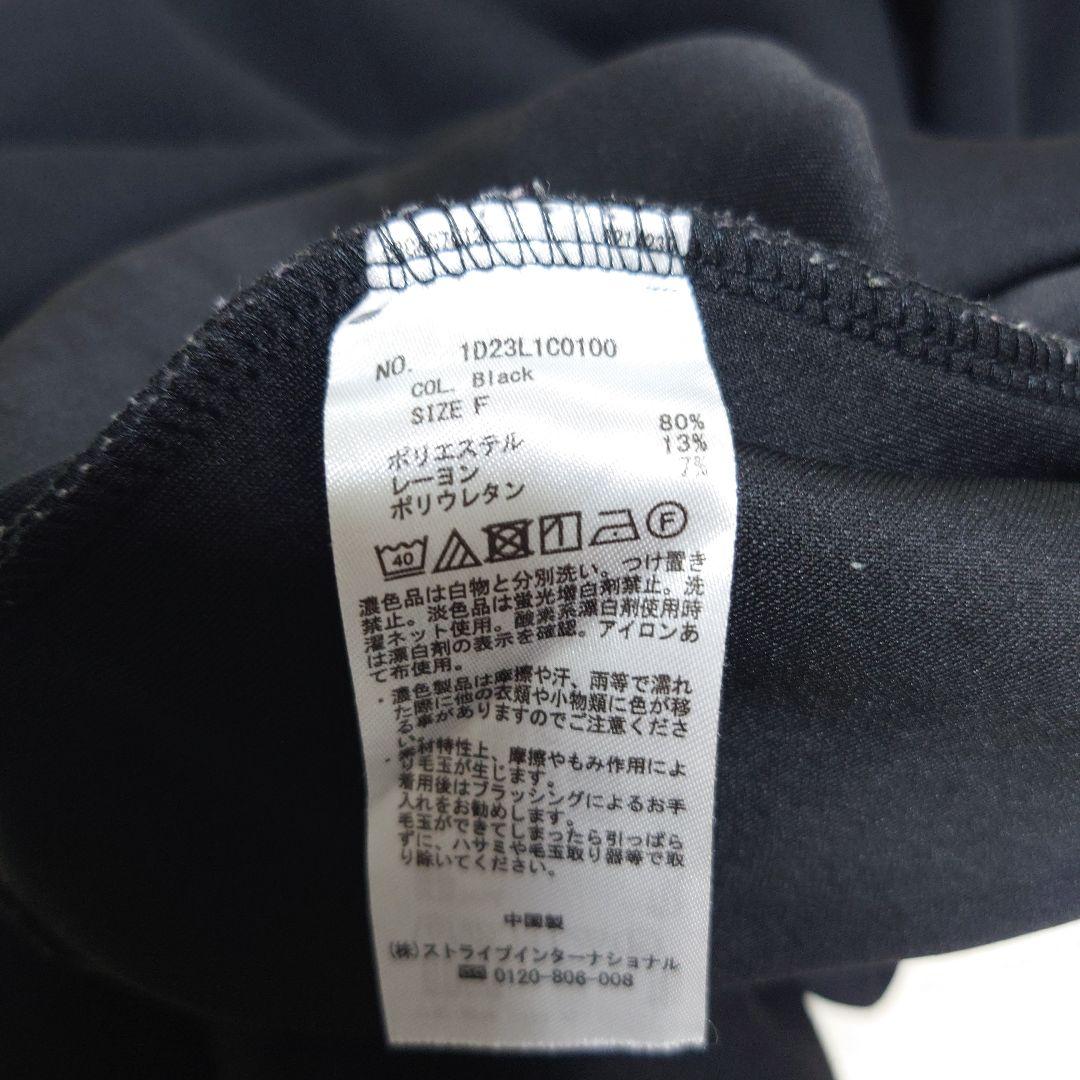 NO. 1D23L1C0100
COL. Black
SIZE F
ポリエステル 80%
レーヨン 13%
ポリウレタン 7%
40 F
濃色品は白物と分別洗い。つけ置き
禁止。淡色品は蛍光増白剤禁止。洗
濯ネット使用。酸素系漂白剤使用時
は漂白剤の表示を確認。アイロンあ
て布使用。
・濃色製品は摩擦や汗、雨等で濡れ
た際に他の衣類や小物類に色が移
る事がありますのでご注意くださ
い。
・素材特性上、摩擦やもみ作用によ
り毛玉が生じます。
着用後はブラッシングによるお手
入れをお勧めします。
毛玉ができてしまったら引っぱら
ずに、ハサミや毛玉取り器等で取
り除いてください。
中国製
(株)ストライプインターナショナル
0120-806-008